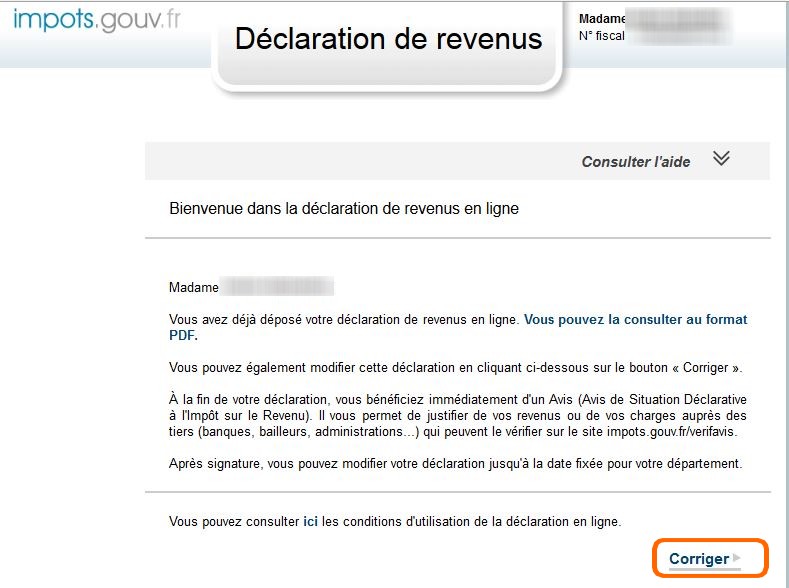 impots.gouv.fr
Déclaration de revenus
Madame
N° fiscal
Consulter l'aide
Bienvenue dans la déclaration de revenus en ligne
Madame
Vous avez déjà déposé votre déclaration de revenus en ligne. Vous pouvez la consulter au format
PDF.
Vous pouvez également modifier cette déclaration en cliquant ci-dessous sur le bouton « Corriger ».
À la fin de votre déclaration, vous bénéficiez immédiatement d'un Avis (Avis de Situation Déclarative
à l'Impôt sur le Revenu). Il vous permet de justifier de vos revenus ou de vos charges auprès des
tiers (banques, bailleurs, administrations...) qui peuvent le vérifier sur le site impots.gouv.fr/verifavis.
Après signature, vous pouvez modifier votre déclaration jusqu'à la date fixée pour votre département.
Vous pouvez consulter ici les conditions d'utilisation de la déclaration en ligne.
Corriger